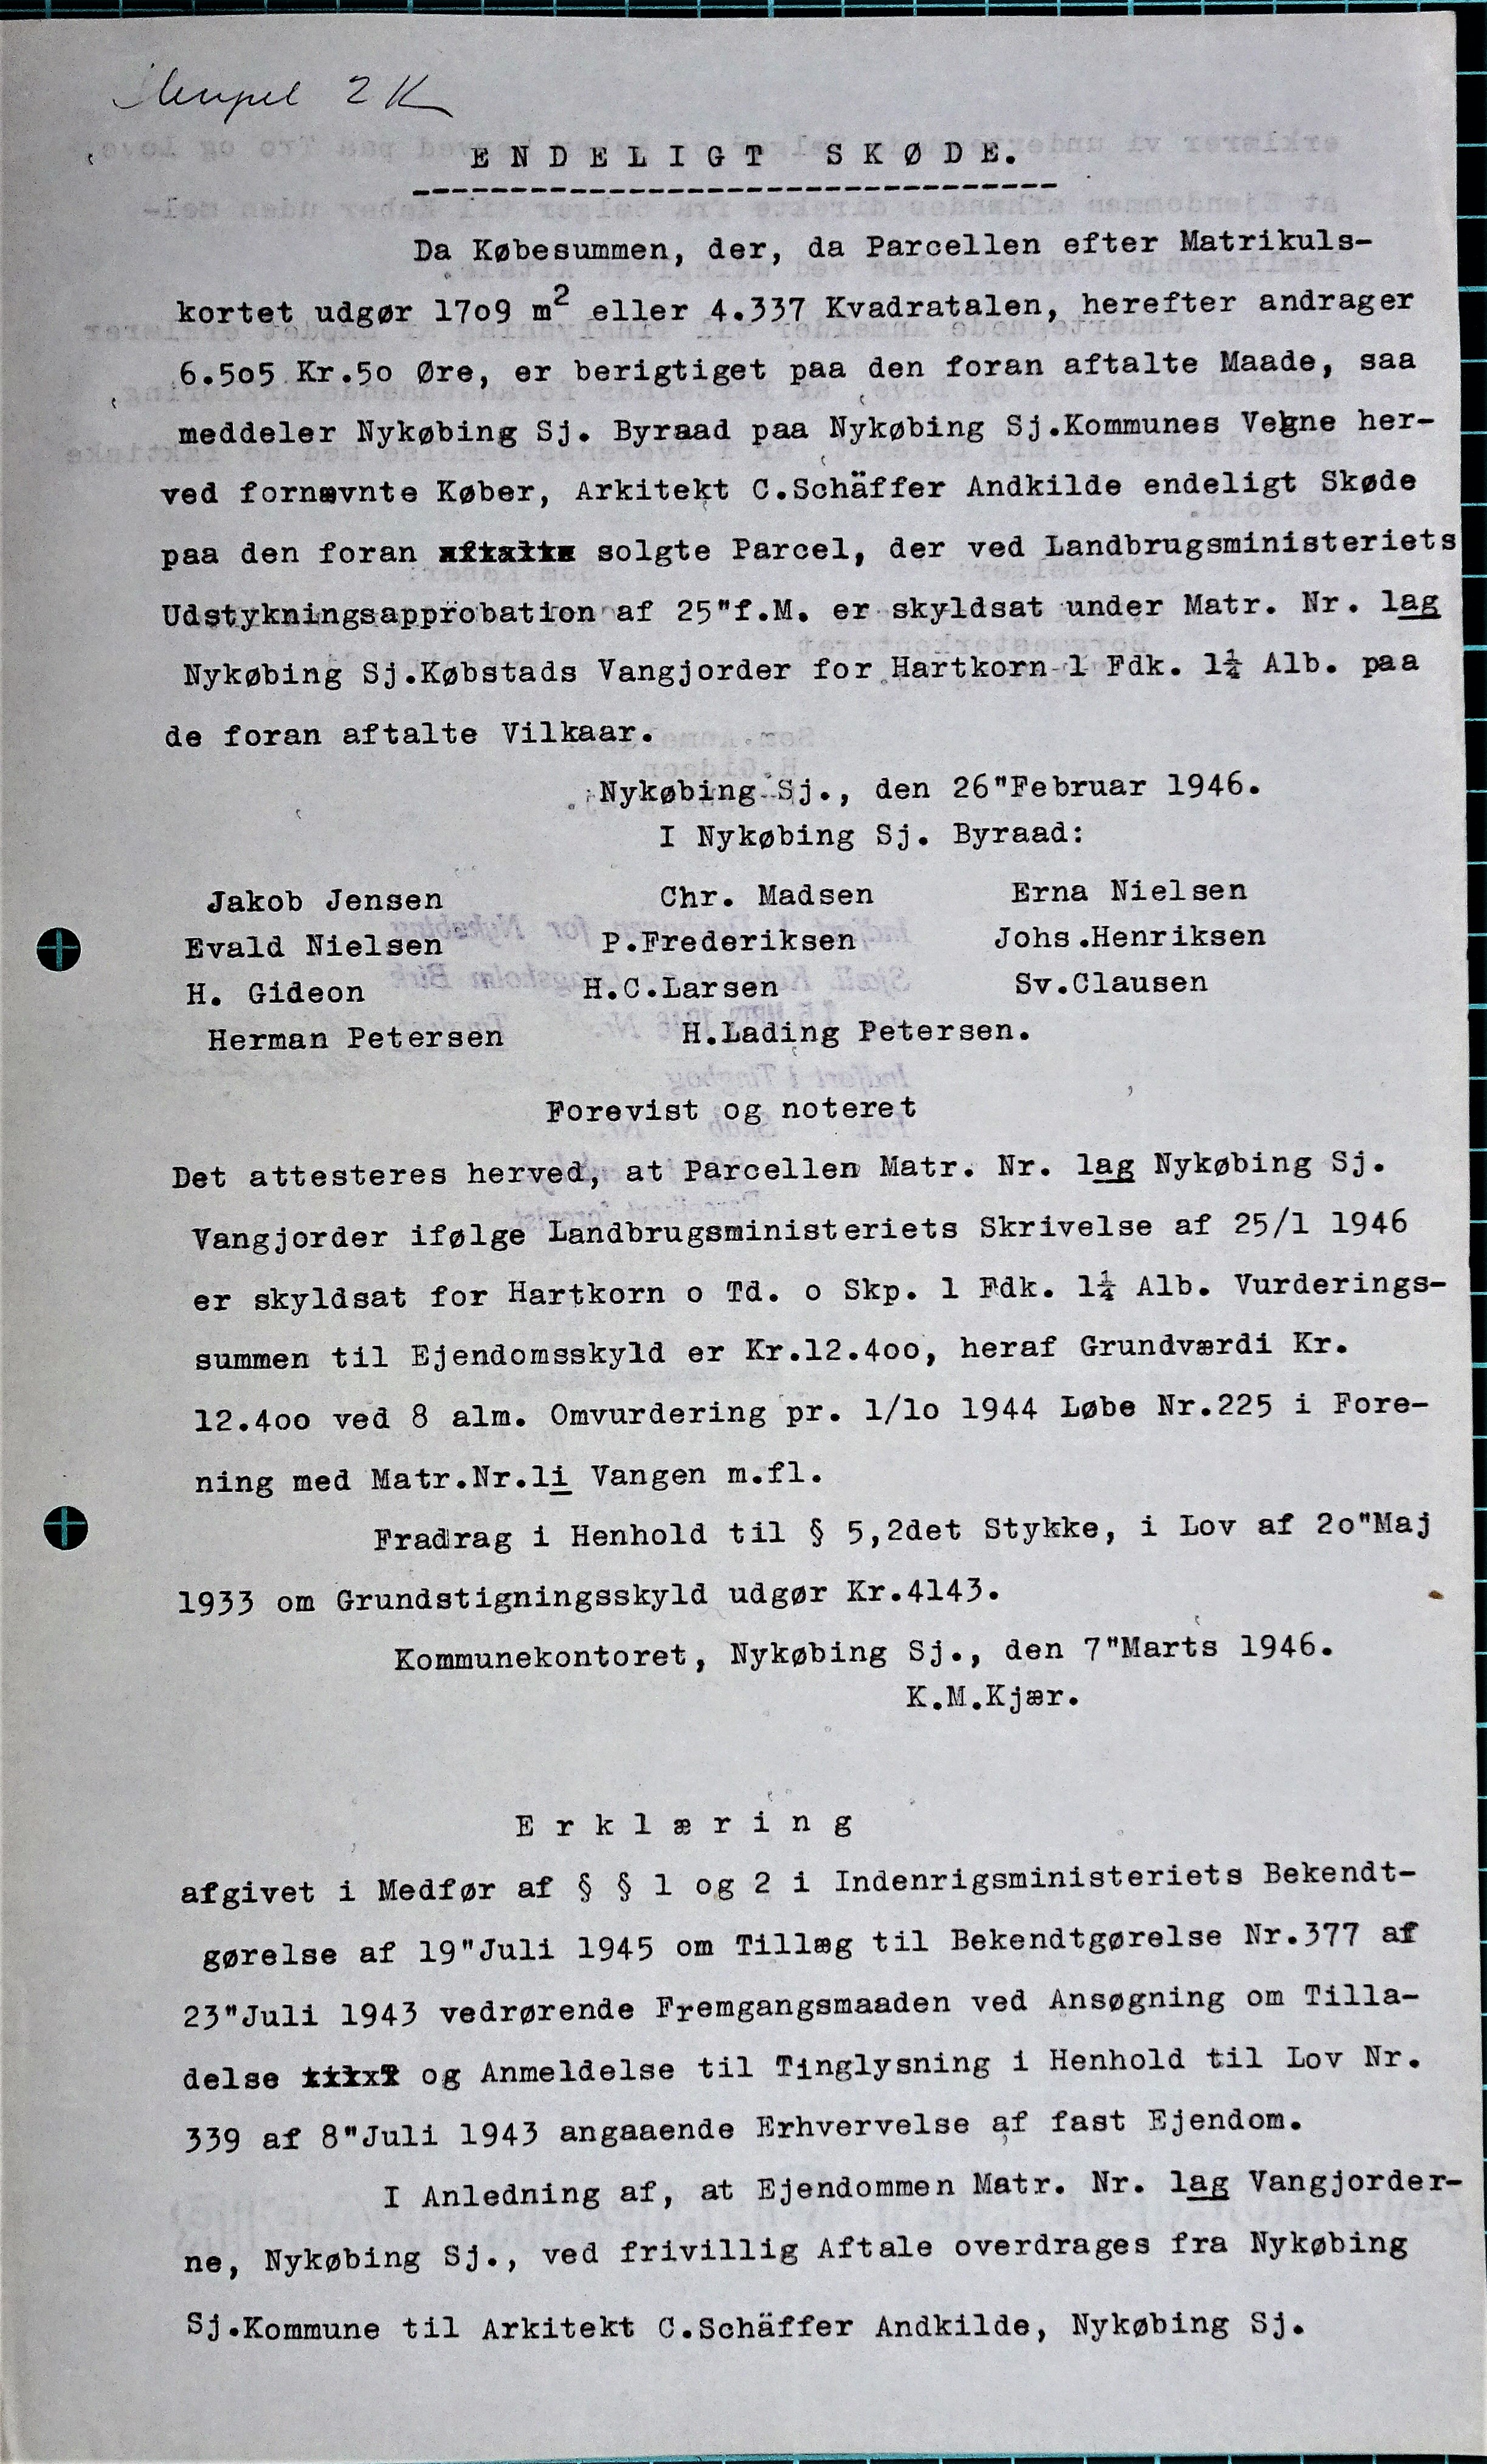 Stempel 2 K
ENDELIGT SKØDE.
Da Købesummen, der, da Parcellen efter Matrikuls-
kortet udgør 17o9 m² eller 4.337 Kvadratalen, herefter andrager
6.5o5 Kr.5o Øre, er berigtiget paa den foran aftalte Maade, saa
meddeler Nykøbing Sj. Byraad paa Nykøbing Sj.Kommunes Vegne her-
ved fornævnte Køber, Arkitekt C.Schäffer Andkilde endeligt Skøde
paa den foran aftalte solgte Parcel, der ved Landbrugsministeriets
Udstykningsapprobation af 25"f.M. er skyldsat under Matr. Nr. lag
Nykøbing Sj.Købstads Vangjorder for Hartkorn l Fdk. l¼ Alb. paa
de foran aftalte Vilkaar.
Nykøbing Sj., den 26"Februar 1946.
I Nykøbing Sj. Byraad:
Jakob Jensen Chr. Madsen Erna Nielsen
Evald Nielsen P.Frederiksen Johs.Henriksen
H. Gideon H.C.Larsen Sv.Clausen
Herman Petersen H.Lading Petersen.
Forevist og noteret
Det attesteres herved, at Parcellen Matr. Nr. lag Nykøbing Sj.
Vangjorder ifølge Landbrugsministeriets Skrivelse af 25/1 1946
er skyldsat for Hartkorn o Td. o Skp. l Fdk. l¼ Alb. Vurderings-
summen til Ejendomsskyld er Kr.12.4oo, heraf Grundværdi Kr.
12.4oo ved 8 alm. Omvurdering pr. 1/1o 1944 Løbe Nr.225 i Fore-
ning med Matr.Nr.li Vangen m.fl.
Fradrag i Henhold til § 5,2det Stykke, i Lov af 2o"Maj
1933 om Grundstigningsskyld udgør Kr.4143.
Kommunekontoret, Nykøbing Sj., den 7"Marts 1946.
K.M.Kjær.
Erklæring
afgivet i Medfør af § § 1 og 2 i Indenrigsministeriets Bekendt-
gørelse af 19"Juli 1945 om Tillæg til Bekendtgørelse Nr.377 af
23"Juli 1943 vedrørende Fremgangsmaaden ved Ansøgning om Tilla-
delse og Anmeldelse til Tinglysning i Henhold til Lov Nr.
339 af 8"Juli 1943 angaaende Erhvervelse af fast Ejendom.
I Anledning af, at Ejendommen Matr. Nr. lag Vangjorder-
ne, Nykøbing Sj., ved frivillig Aftale overdrages fra Nykøbing
Sj.Kommune til Arkitekt C.Schäffer Andkilde, Nykøbing Sj.